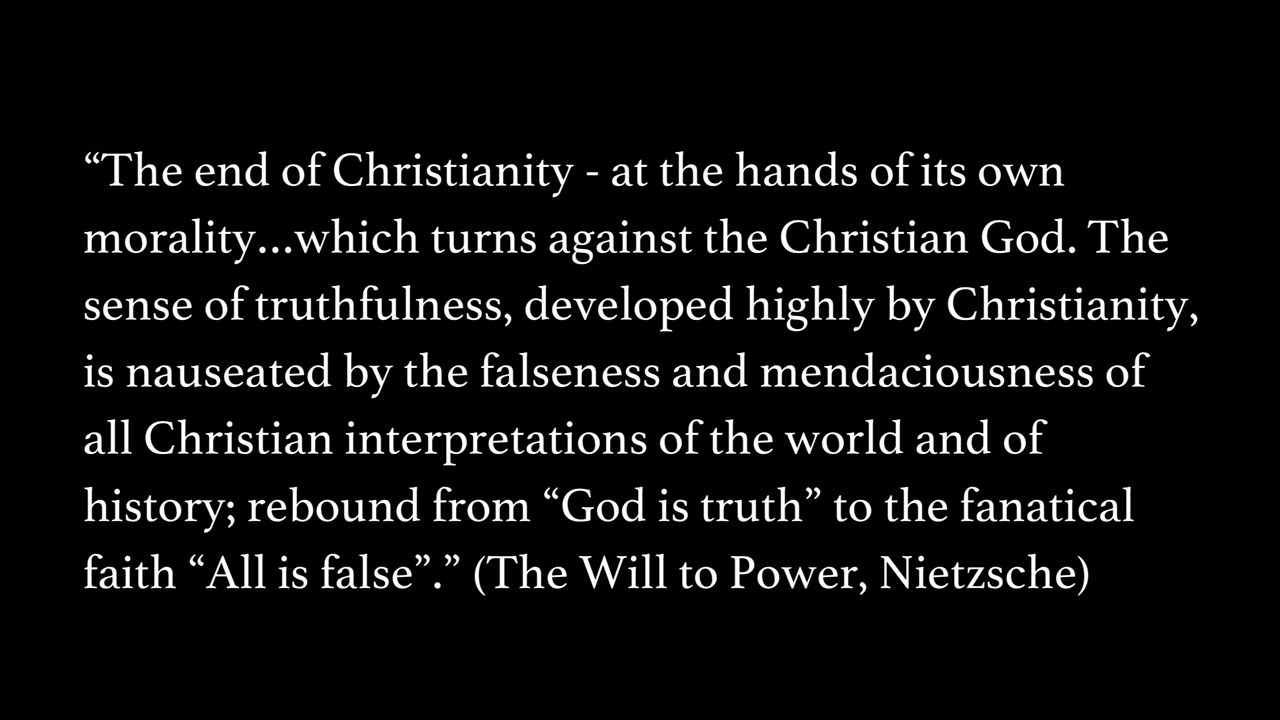 “The end of Christianity - at the hands of its own
morality...which turns against the Christian God. The
sense of truthfulness, developed highly by Christianity,
is nauseated by the falseness and mendaciousness of
all Christian interpretations of the world and of
history; rebound from “God is truth” to the fanatical
faith “All is false”.” (The Will to Power, Nietzsche)